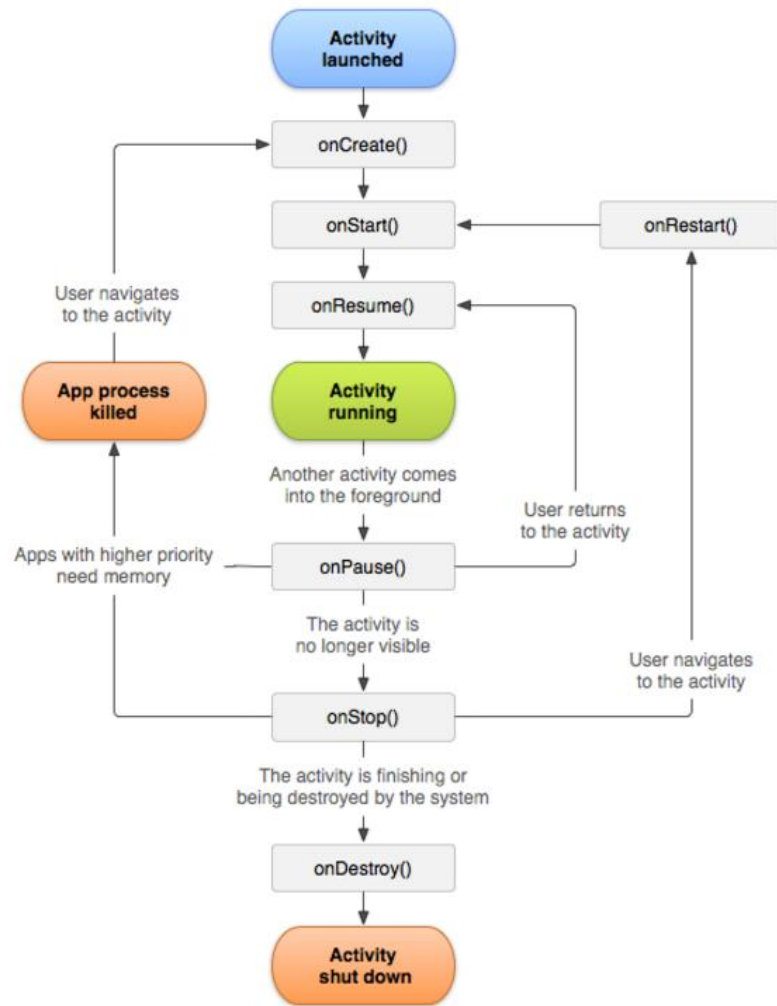 Activity
launched
onCreate()
onStart()
onRestart()
User navigates
to the activity
onResume()
App process
killed
Activity
running
Another activity comes
into the foreground
User returns
to the activity
Apps with higher priority
need memory
onPause()
The activity is
no longer visible
User navigates
to the activity
onStop()
The activity is finishing or
being destroyed by the system
onDestroy()
Activity
shut down